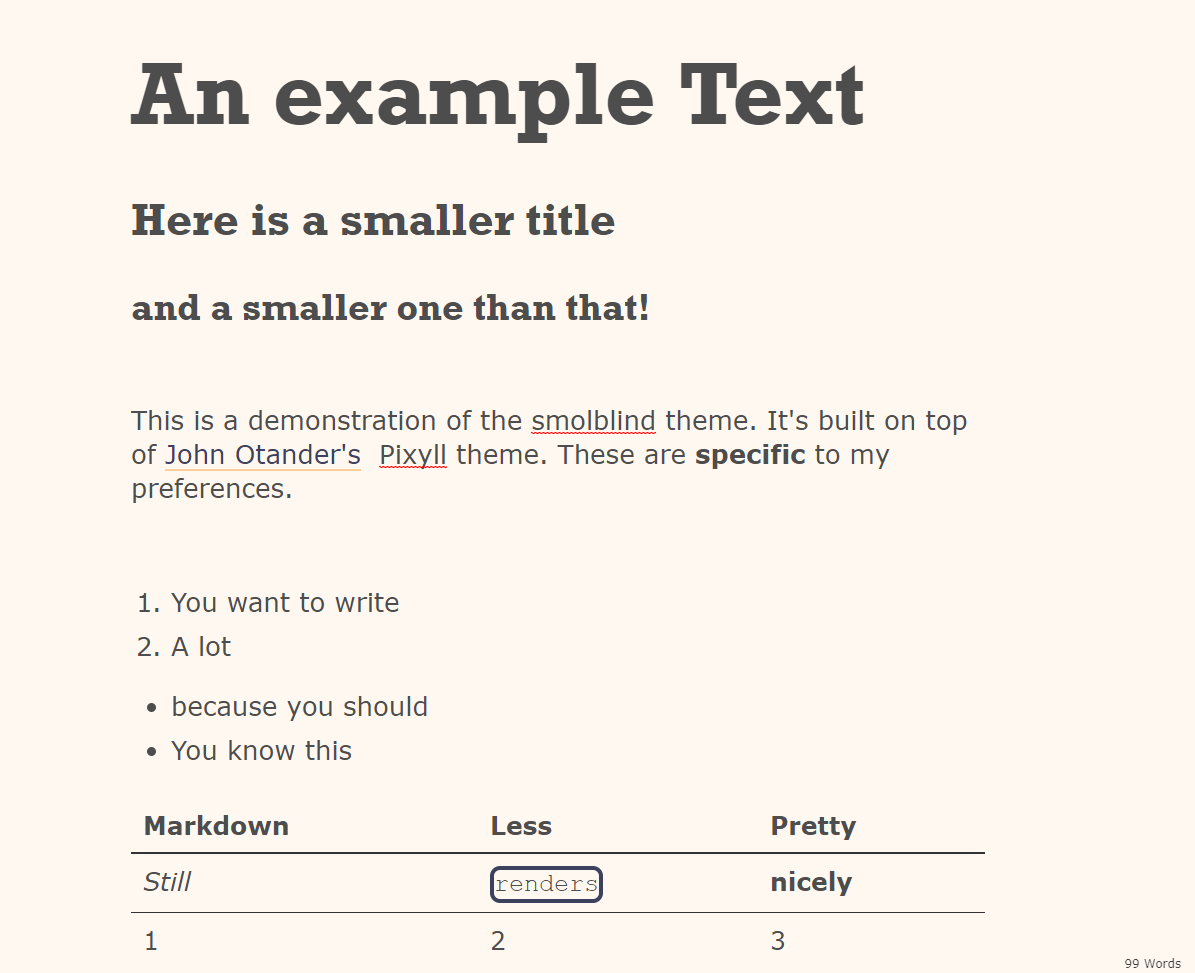 An example Text
Here is a smaller title
and a smaller one than that!
This is a demonstration of the smolblind theme. It's built on top
of John Otander's Pixyll theme. These are specific to my
preferences.
1. You want to write
2. A lot
• because you should
• You know this
Markdown Less Pretty
Still renders nicely
1 2 3
99 Words